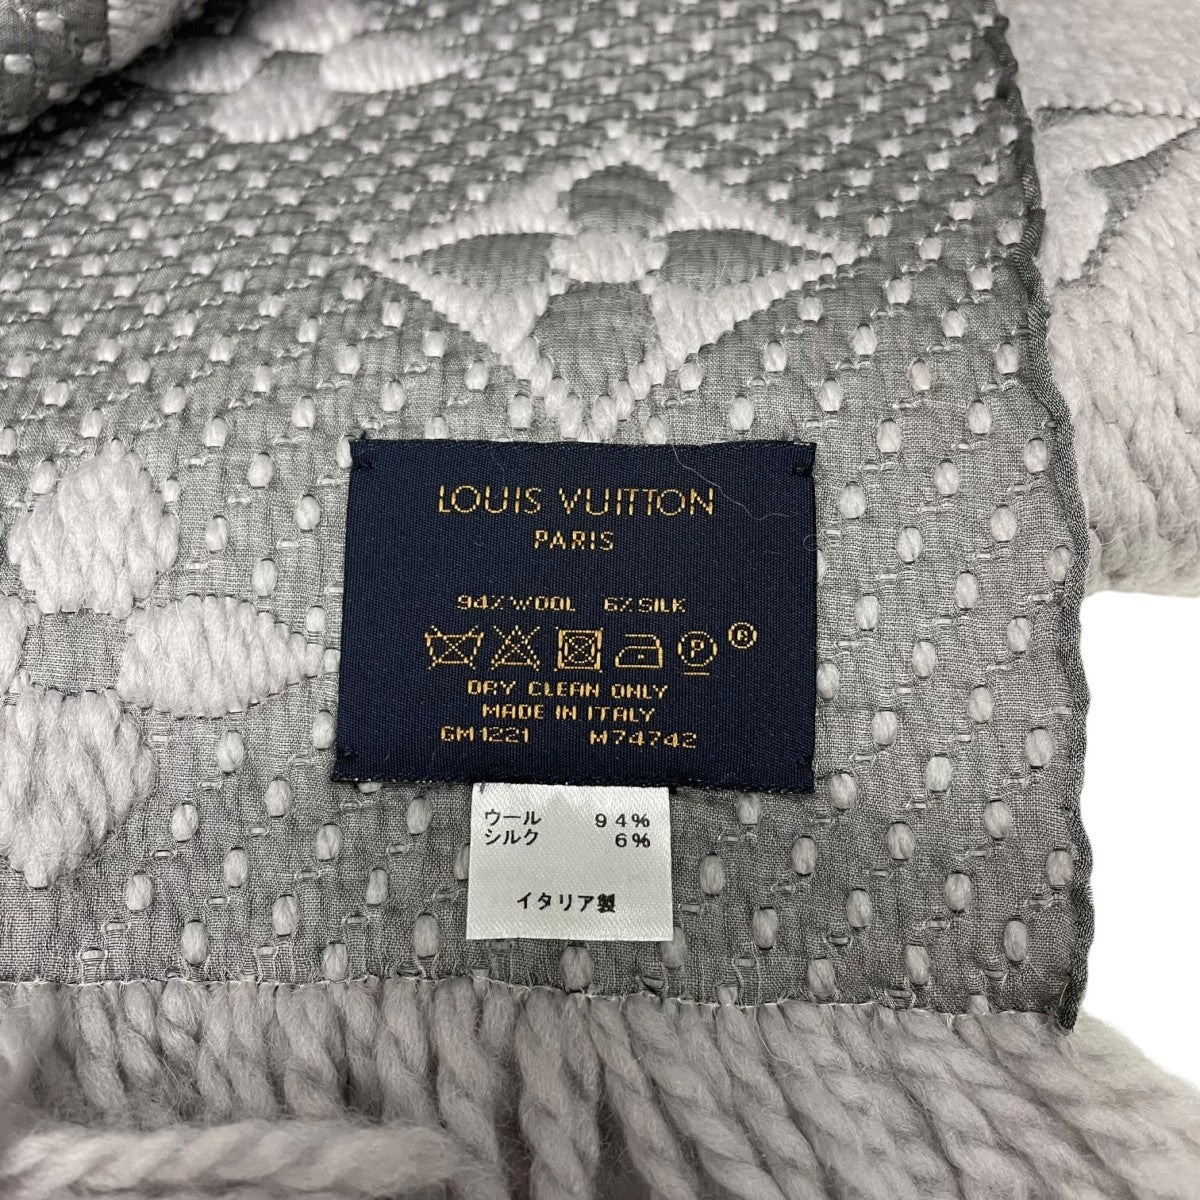 LOUIS VUITTON
PARIS
94% WOOL 6% SILK
P ®
DRY CLEAN ONLY
MADE IN ITALY
GM1221 M74742
ウール 94%
シルク 6%
イタリア製